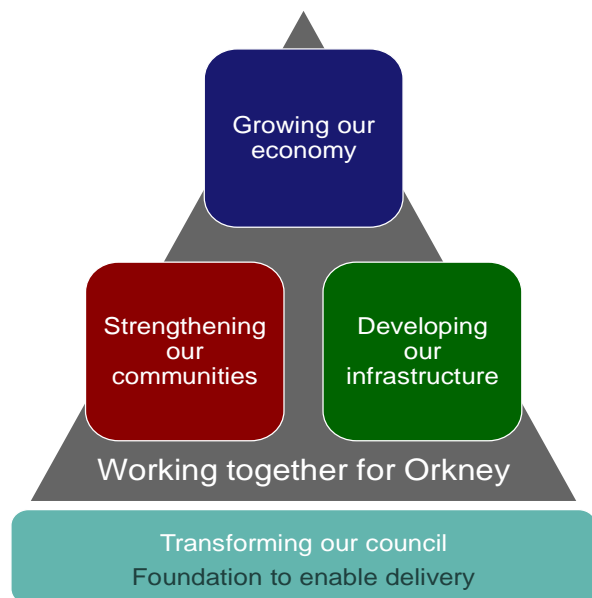 Growing our
economy
Strengthening
our
communities
Developing
our
infrastructure
Working together for Orkney
Transforming our council
Foundation to enable delivery